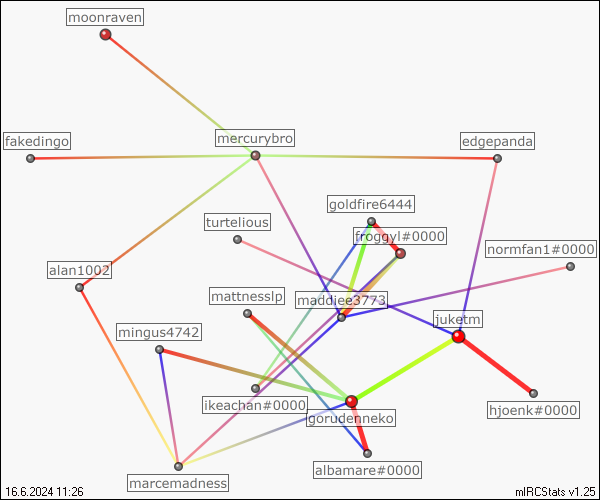 moonraven
fakedingo
mercurybro
edgepanda
goldfire6444
turtelious
froggyl#0000
normfan1#0000
alan1002
mattnesslp
maddiee3773
juketm
mingus4742
ikeachan#0000
gorudenneko
hjoenk#0000
albamare#0000
marcemadness
16.6.2024 11:26
mIRCStats v1.25